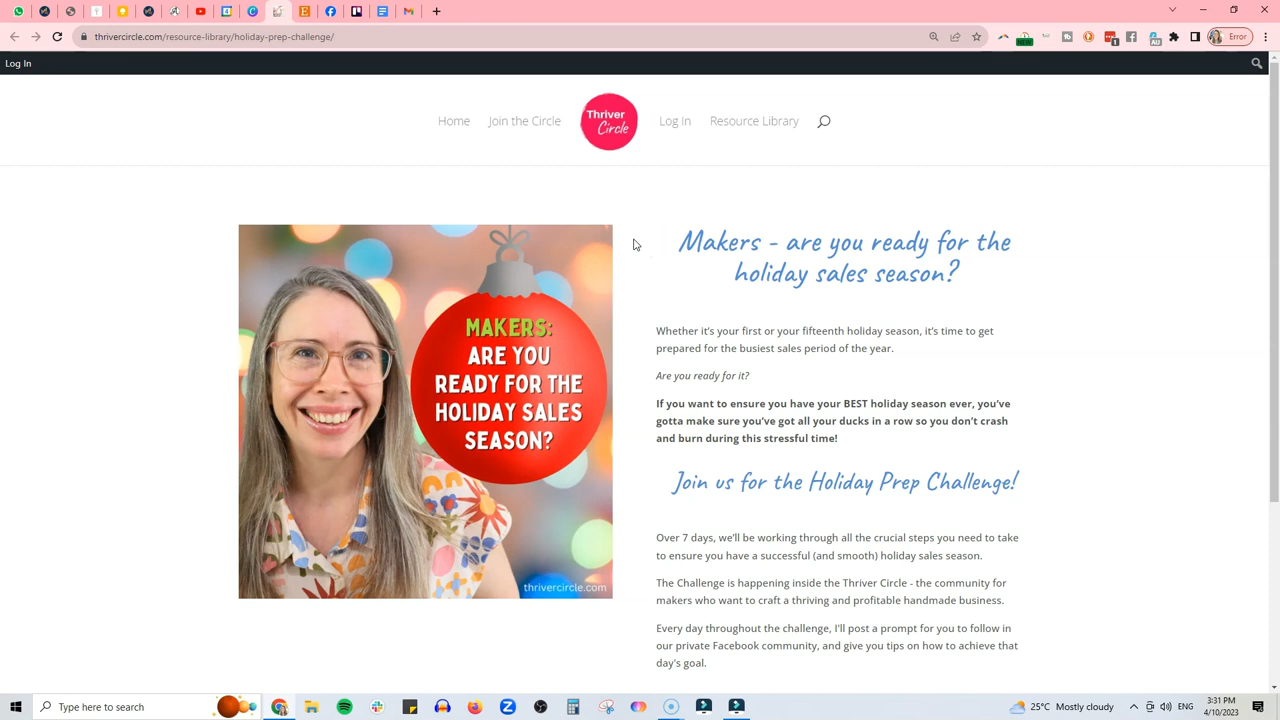 thrivercircle.com/resource-library/holiday-prep-challenge/
Error
Log In
Home
Join the Circle
Thriver
Circle
Log In
Resource Library
MAKERS:
ARE YOU
READY FOR THE
HOLIDAY SALES
SEASON?
thrivercircle.com
Makers - are you ready for the
holiday sales season?
Whether it's your first or your fifteenth holiday season, it's time to get
prepared for the busiest sales period of the year.
Are you ready for it?
If you want to ensure you have your BEST holiday season ever, you've
gotta make sure you've got all your ducks in a row so you don't crash
and burn during this stressful time!
Join us for the Holiday Prep Challenge!
Over 7 days, we'll be working through all the crucial steps you need to take
to ensure you have a successful (and smooth) holiday sales season.
The Challenge is happening inside the Thriver Circle - the community for
makers who want to craft a thriving and profitable handmade business.
Every day throughout the challenge, I'll post a prompt for you to follow in
our private Facebook community, and give you tips on how to achieve that
day's goal.
Type here to search
25°C Mostly cloudy
ENG
3:31 PM
4/10/2023